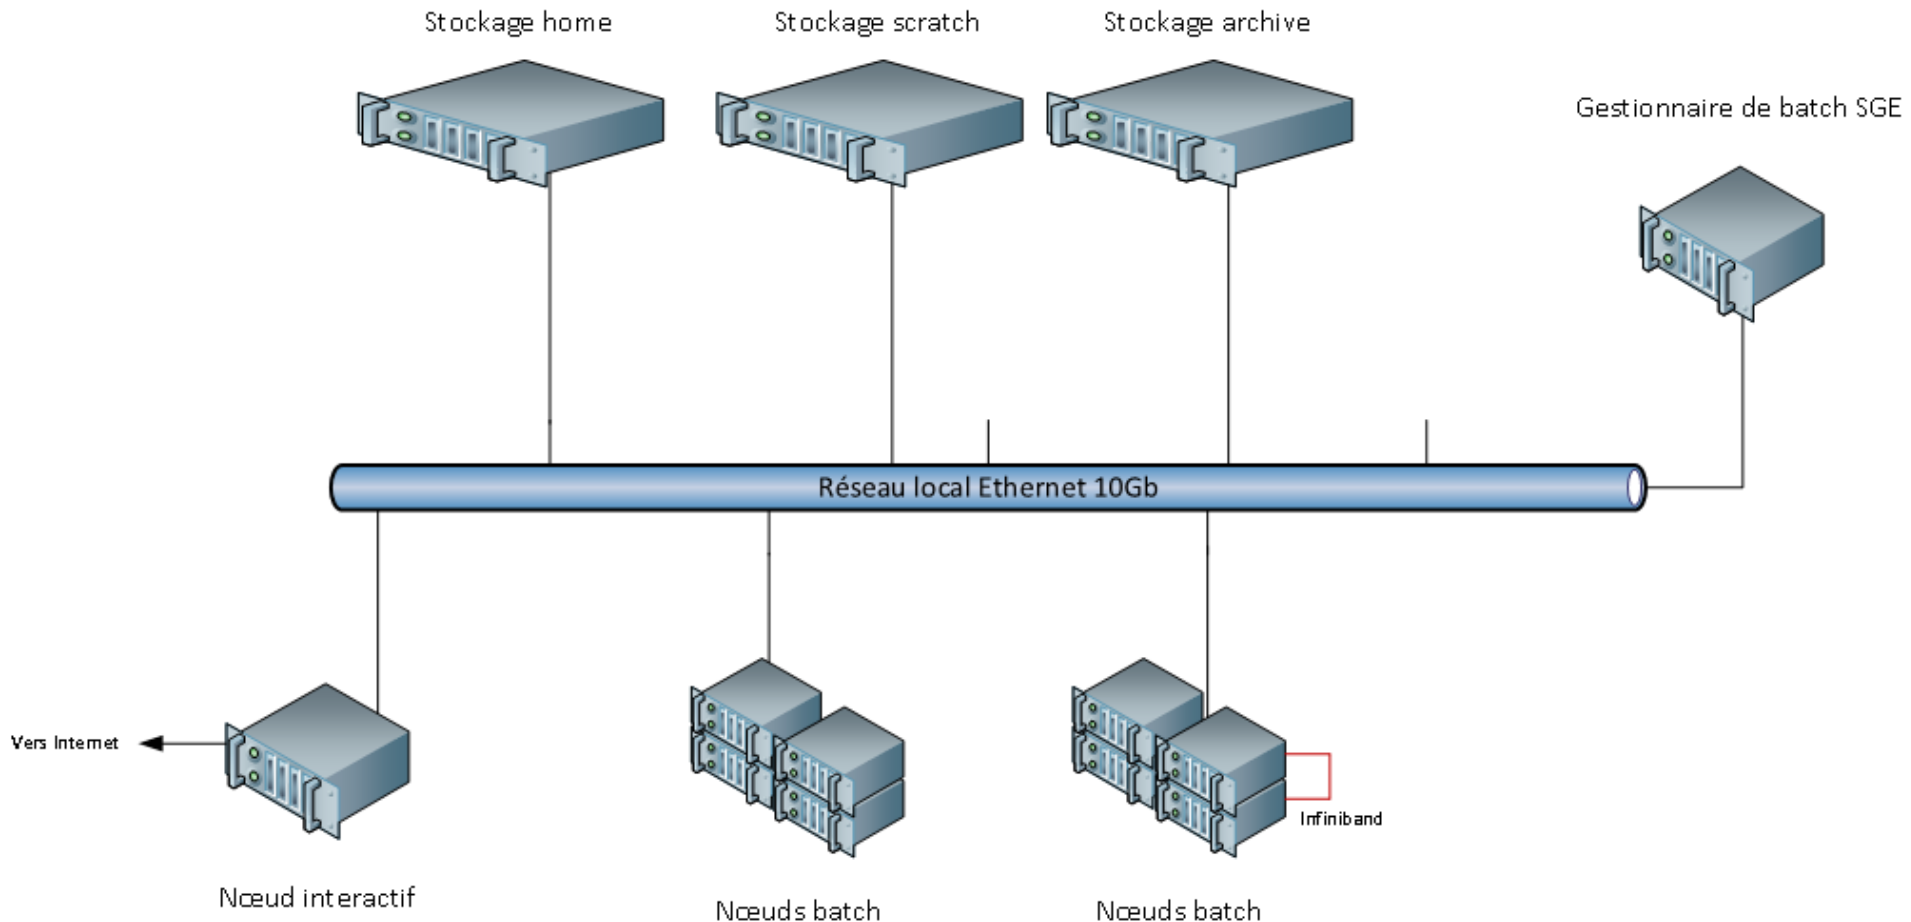 Stockage home
Stockage scratch
Stockage archive
Gestionnaire de batch SGE
Réseau local Ethernet 10Gb
Vers Internet
Infiniband
Nœud interactif
Nœuds batch
Nœuds batch